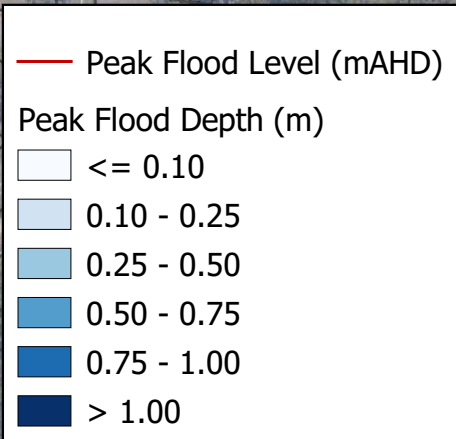 Peak Flood Level (mAHD)
Peak Flood Depth (m)
<= 0.10
0.10 - 0.25
0.25 - 0.50
0.50 - 0.75
0.75 - 1.00
> 1.00